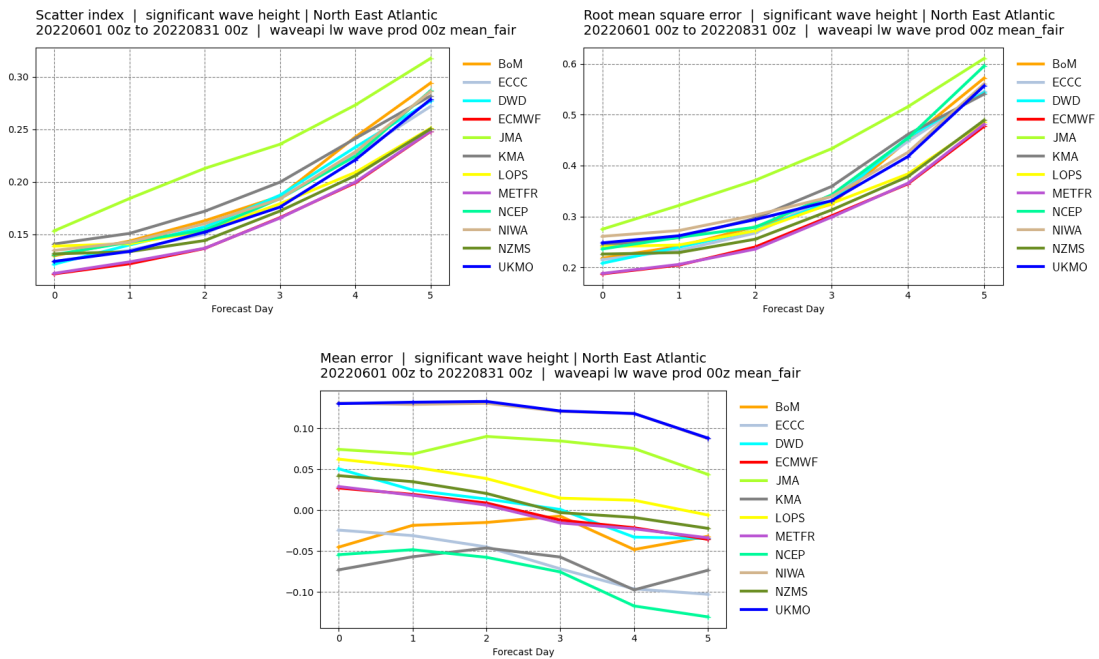 Scatter index  |  significant wave height | North East Atlantic
20220601 00z to 20220831 00z  |  waveapi lw wave prod 00z mean_fair
0.30
0.25
0.20
0.15
0 1 2 3 4 5
Forecast Day
BoM
ECCC
DWD
ECMWF
JMA
KMA
LOPS
METFR
NCEP
NIWA
NZMS
UKMO
Root mean square error  |  significant wave height | North East Atlantic
20220601 00z to 20220831 00z  |  waveapi lw wave prod 00z mean_fair
0.6
0.5
0.4
0.3
0.2
0 1 2 3 4 5
Forecast Day
BoM
ECCC
DWD
ECMWF
JMA
KMA
LOPS
METFR
NCEP
NIWA
NZMS
UKMO
Mean error  |  significant wave height | North East Atlantic
20220601 00z to 20220831 00z  |  waveapi lw wave prod 00z mean_fair
0.10
0.05
0.00
−0.05
−0.10
0 1 2 3 4 5
Forecast Day
BoM
ECCC
DWD
ECMWF
JMA
KMA
LOPS
METFR
NCEP
NIWA
NZMS
UKMO